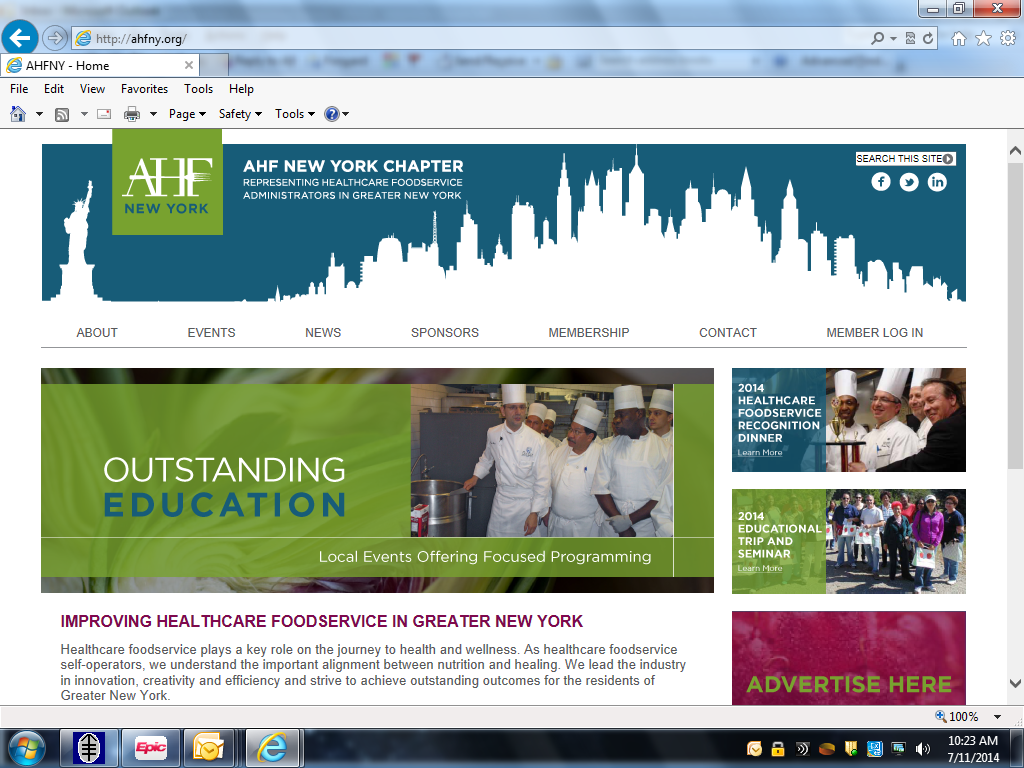 http://ahfny.org/
AHFNY - Home
File Edit View Favorites Tools Help
Page Safety Tools
AHF
NEW YORK
AHF NEW YORK CHAPTER
REPRESENTING HEALTHCARE FOODSERVICE
ADMINISTRATORS IN GREATER NEW YORK
SEARCH THIS SITE
ABOUT EVENTS NEWS SPONSORS MEMBERSHIP CONTACT MEMBER LOG IN
OUTSTANDING
EDUCATION
Local Events Offering Focused Programming
2014
HEALTHCARE
FOODSERVICE
RECOGNITION
DINNER
Learn More
2014
EDUCATIONAL
TRIP AND
SEMINAR
Learn More
ADVERTISE HERE
IMPROVING HEALTHCARE FOODSERVICE IN GREATER NEW YORK
Healthcare foodservice plays a key role on the journey to health and wellness. As healthcare foodservice
self-operators, we understand the important alignment between nutrition and healing. We lead the industry
in innovation, creativity and efficiency and strive to achieve outstanding outcomes for the residents of
Greater New York.
100%
Epic
10:23 AM
7/11/2014